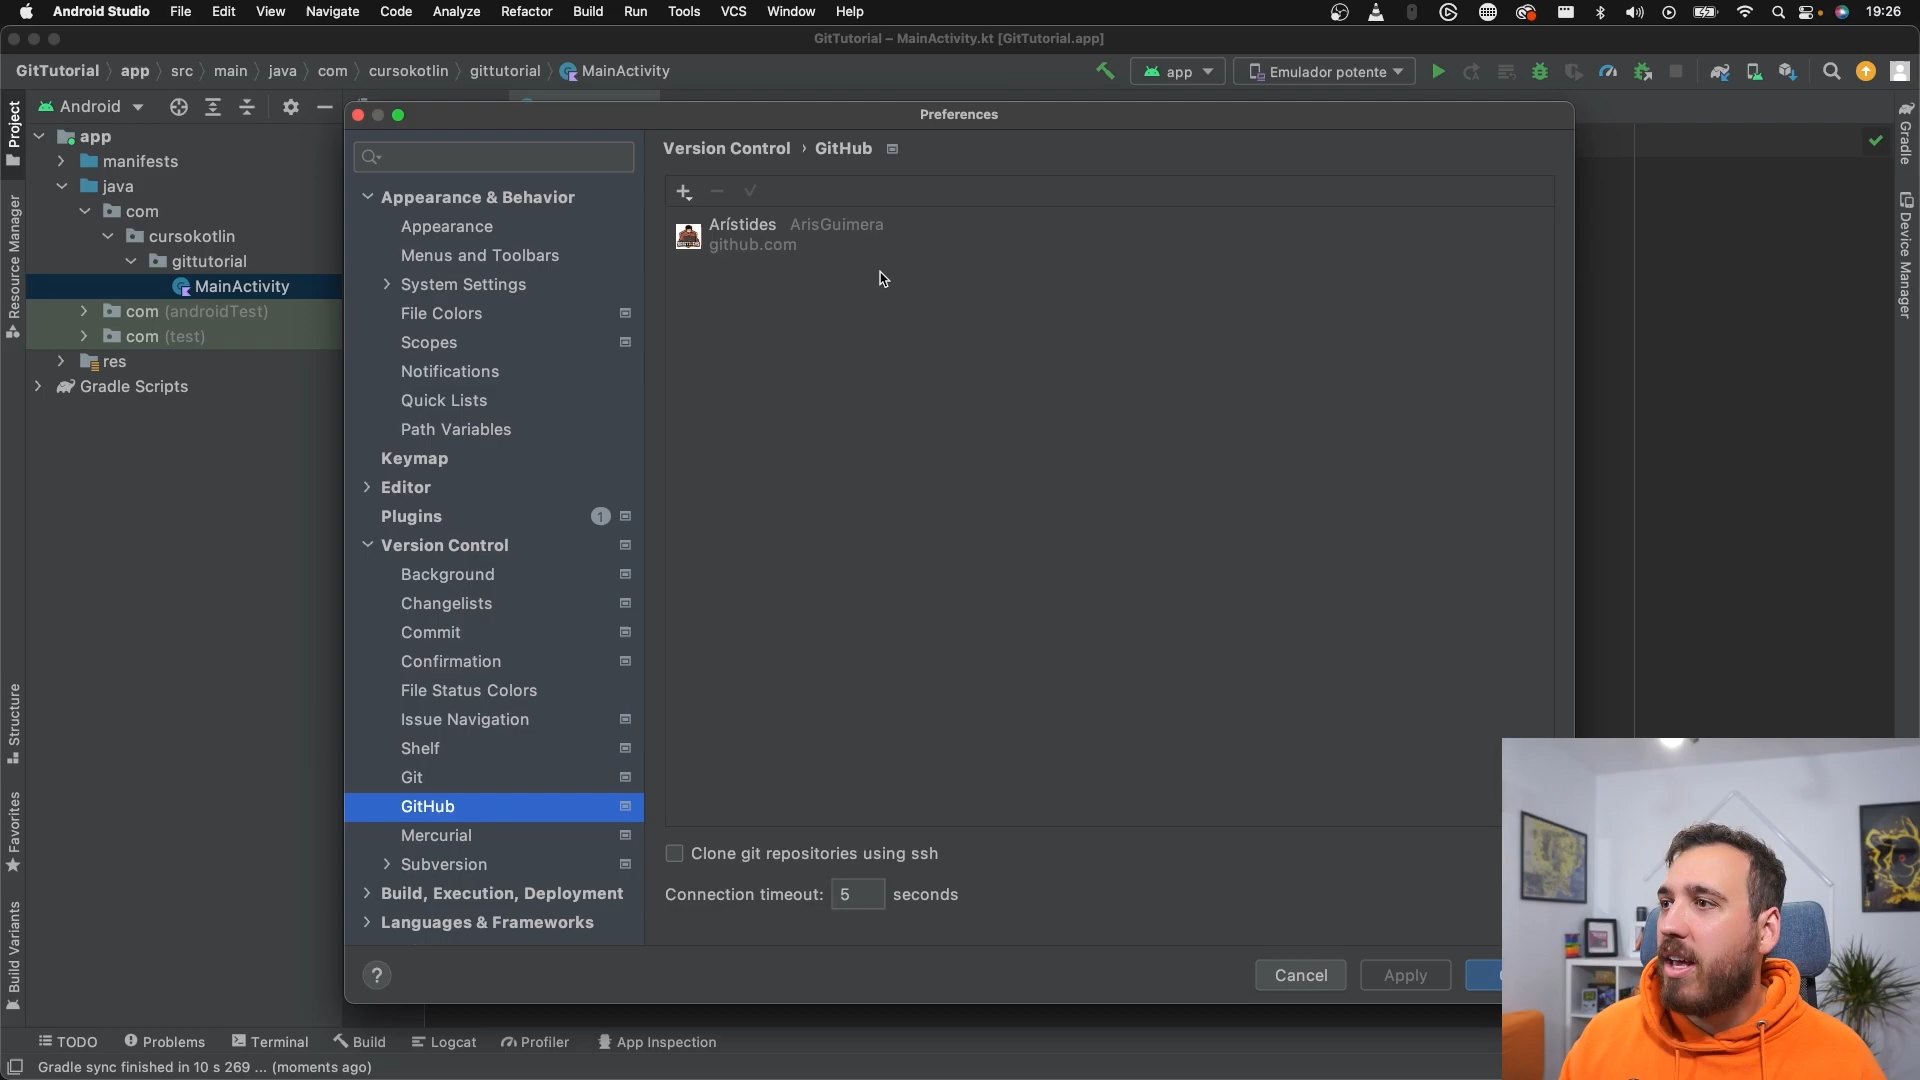 Android Studio File Edit View Navigate Code Analyze Refactor Build Run Tools VCS Window Help 19:26
GitTutorial – MainActivity.kt [GitTutorial.app]
GitTutorial app src main java com cursokotlin gittutorial MainActivity app Emulador potente
Project
Resource Manager
Structure
Favorites
Build Variants
Android
app
manifests
java
com
cursokotlin
gittutorial
MainActivity
com (androidTest)
com (test)
res
Gradle Scripts
Preferences
Appearance & Behavior
Appearance
Menus and Toolbars
System Settings
File Colors
Scopes
Notifications
Quick Lists
Path Variables
Keymap
Editor
Plugins 1
Version Control
Background
Changelists
Commit
Confirmation
File Status Colors
Issue Navigation
Shelf
Git
GitHub
Mercurial
Subversion
Build, Execution, Deployment
Languages & Frameworks
Version Control › GitHub
Arístides ArisGuimera
github.com
Clone git repositories using ssh
Connection timeout: 5 seconds
?
Cancel Apply
Gradle
Device Manager
TODO Problems Terminal Build Logcat Profiler App Inspection
Gradle sync finished in 10 s 269 ... (moments ago)